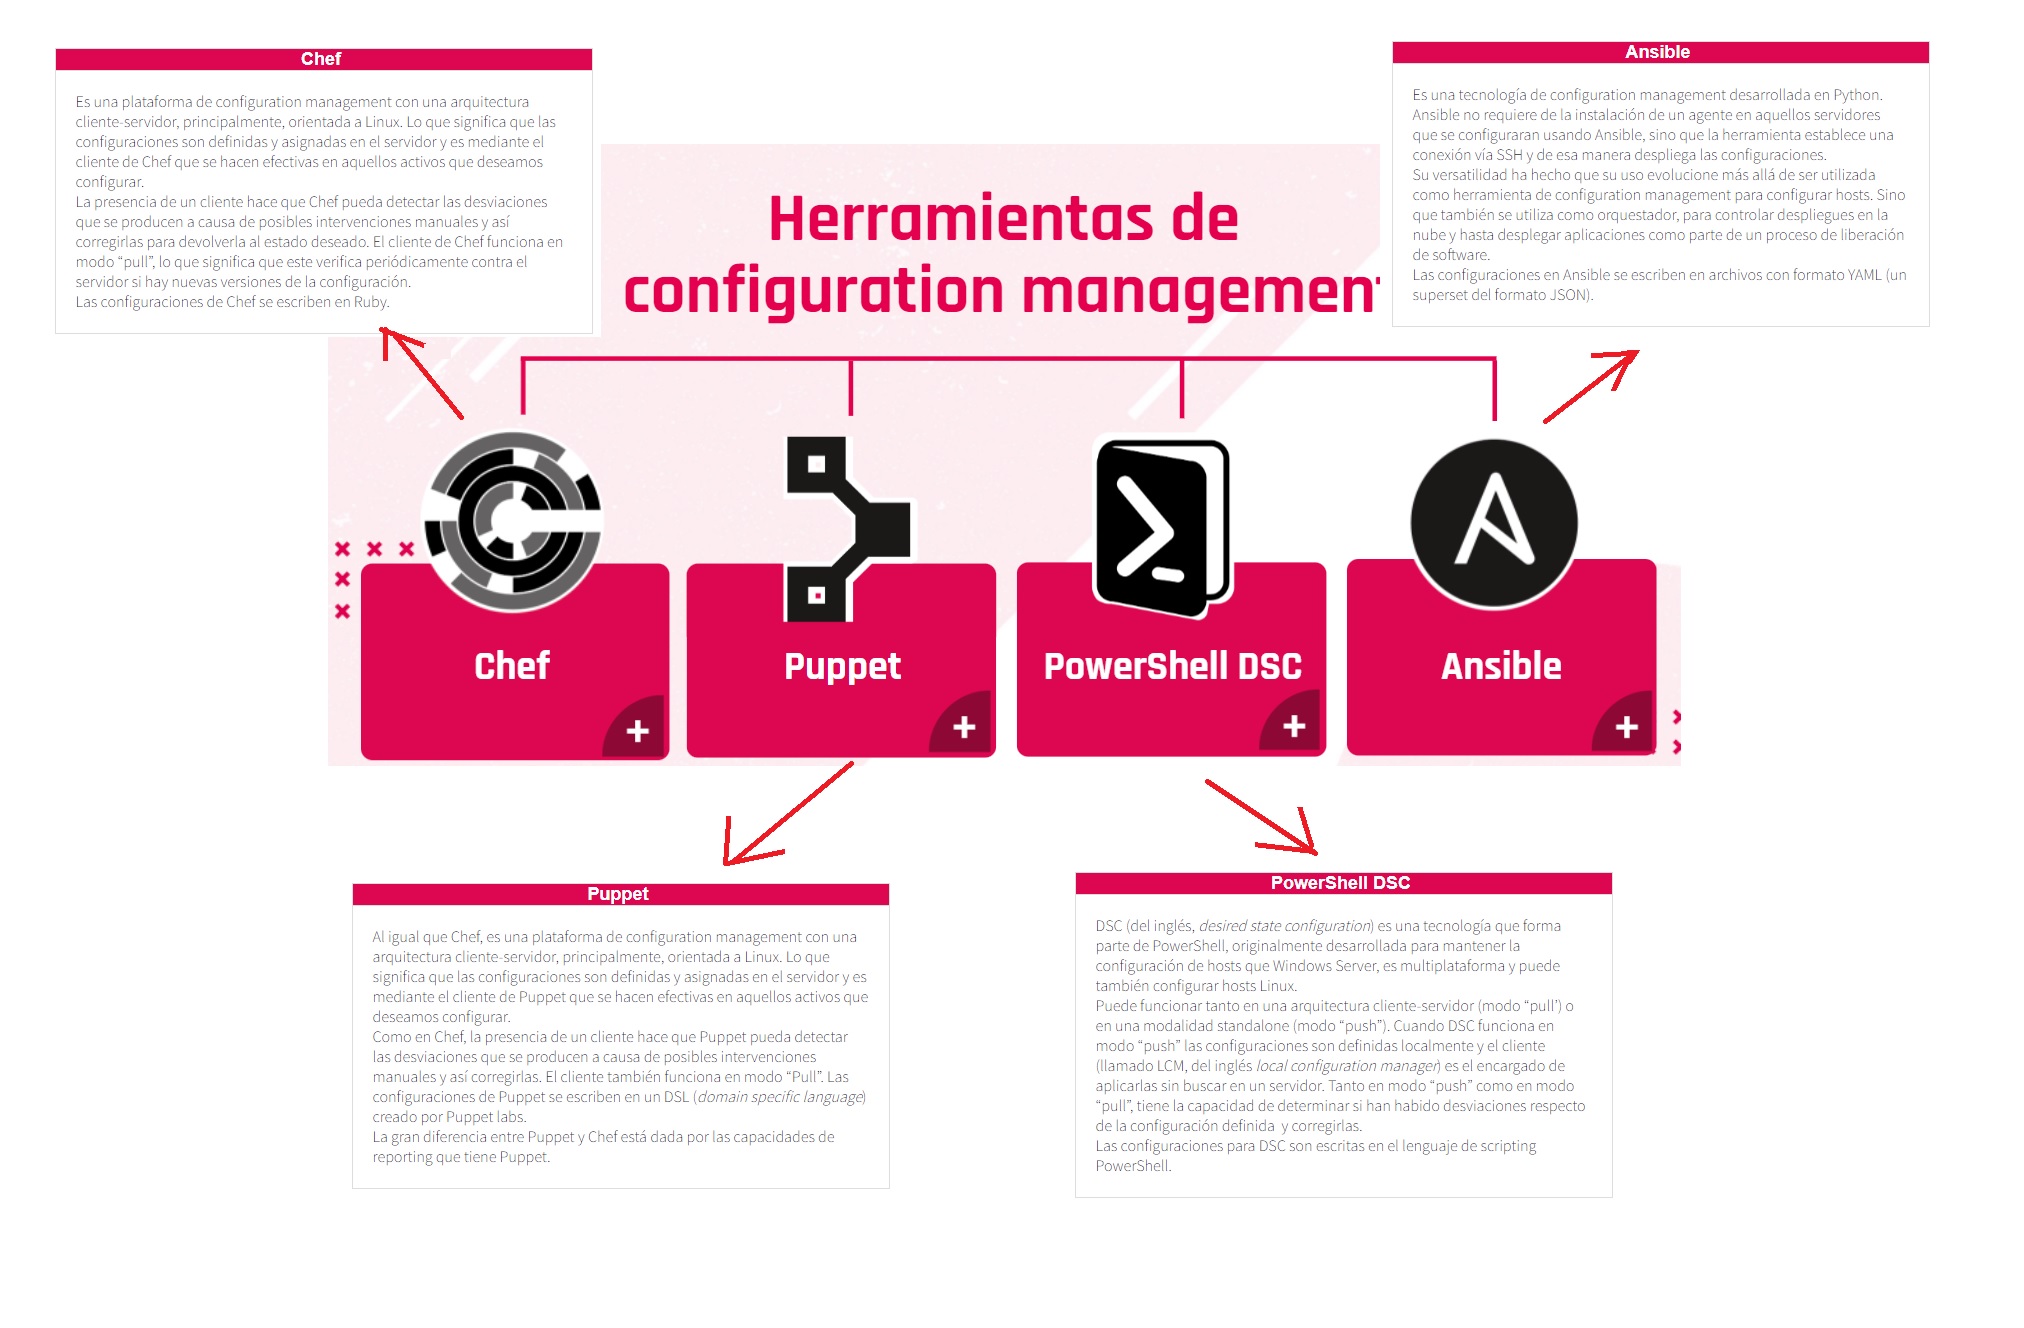 Chef
Es una plataforma de configuration management con una arquitectura
cliente-servidor, principalmente, orientada a Linux. Lo que significa que las
configuraciones son definidas y asignadas en el servidor y es mediante el
cliente de Chef que se hacen efectivas en aquellos activos que deseamos
configurar.
La presencia de un cliente hace que Chef pueda detectar las desviaciones
que se producen a causa de posibles intervenciones manuales y así
corregirlas para devolverla al estado deseado. El cliente de Chef funciona en
modo “pull”, lo que significa que este verifica periódicamente contra el
servidor si hay nuevas versiones de la configuración.
Las configuraciones de Chef se escriben en Ruby.
Ansible
Es una tecnología de configuration management desarrollada en Python.
Ansible no requiere de la instalación de un agente en aquellos servidores
que se configuraran usando Ansible, sino que la herramienta establece una
conexión vía SSH y de esa manera despliega las configuraciones.
Su versatilidad ha hecho que su uso evolucione más allá de ser utilizada
como herramienta de configuration management para configurar hosts. Sino
que también se utiliza como orquestador, para controlar despliegues en la
nube y hasta desplegar aplicaciones como parte de un proceso de liberación
de software.
Las configuraciones en Ansible se escriben en archivos con formato YAML (un
superset del formato JSON).
Herramientas de
configuration management
Chef
Puppet
PowerShell DSC
Ansible
+
+
+
+
Puppet
Al igual que Chef, es una plataforma de configuration management con una
arquitectura cliente-servidor, principalmente, orientada a Linux. Lo que
significa que las configuraciones son definidas y asignadas en el servidor y es
mediante el cliente de Puppet que se hacen efectivas en aquellos activos que
deseamos configurar.
Como en Chef, la presencia de un cliente hace que Puppet pueda detectar
las desviaciones que se producen a causa de posibles intervenciones
manuales y así corregirlas. El cliente también funciona en modo “Pull”. Las
configuraciones de Puppet se escriben en un DSL (domain specific language)
creado por Puppet labs.
La gran diferencia entre Puppet y Chef está dada por las capacidades de
reporting que tiene Puppet.
PowerShell DSC
DSC (del inglés, desired state configuration) es una tecnología que forma
parte de PowerShell, originalmente desarrollada para mantener la
configuración de hosts que Windows Server, es multiplataforma y puede
también configurar hosts Linux.
Puede funcionar tanto en una arquitectura cliente-servidor (modo “pull’) o
en una modalidad standalone (modo “push”). Cuando DSC funciona en
modo “push” las configuraciones son definidas localmente y el cliente
(llamado LCM, del inglés local configuration manager) es el encargado de
aplicarlas sin buscar en un servidor. Tanto en modo “push” como en modo
“pull”, tiene la capacidad de determinar si han habido desviaciones respecto
de la configuración definida y corregirlas.
Las configuraciones para DSC son escritas en el lenguaje de scripting
PowerShell.